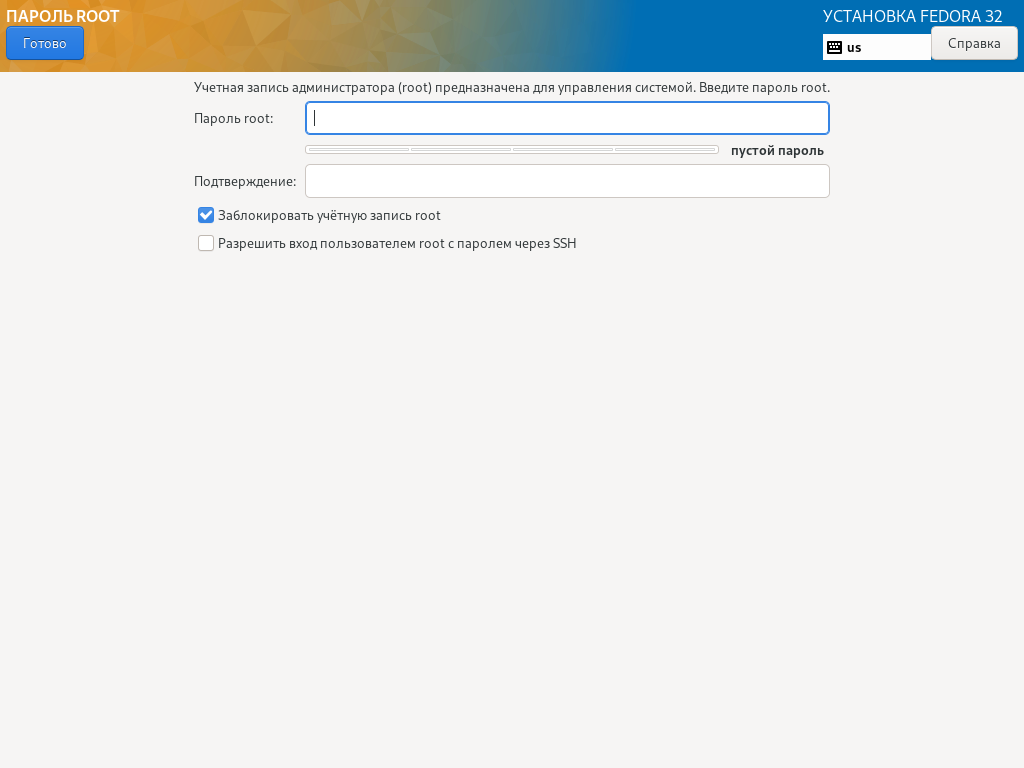 ПАРОЛЬ ROOT
УСТАНОВКА FEDORA 32
Готово
us
Справка
Учетная запись администратора (root) предназначена для управления системой. Введите пароль root.
Пароль root:
пустой пароль
Подтверждение:
Заблокировать учётную запись root
Разрешить вход пользователем root с паролем через SSH